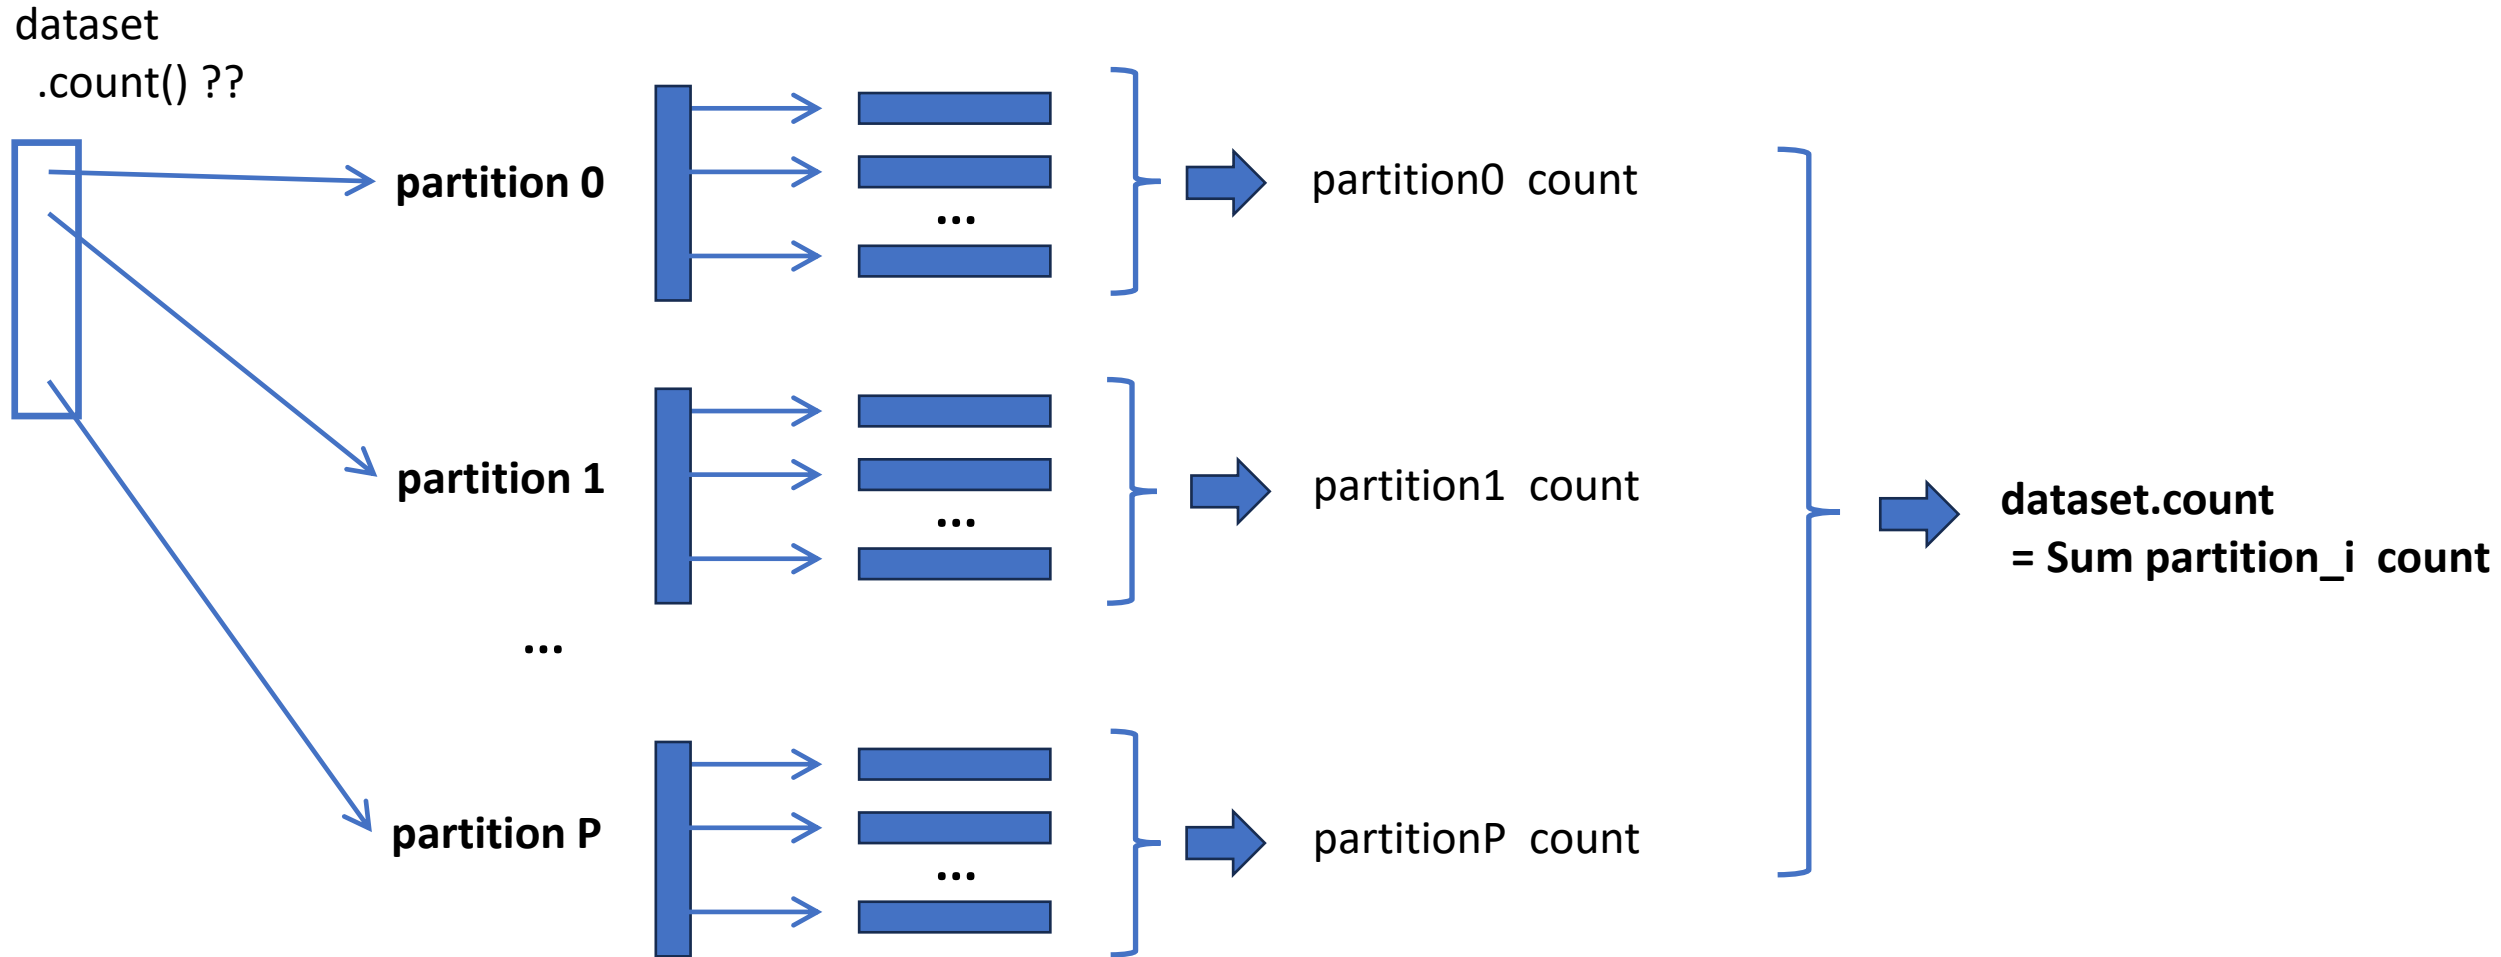 dataset
.count() ??
partition 0
...
partition0 count
partition 1
...
partition1 count
dataset.count
= Sum partition_i count
...
partition P
...
partitionP count